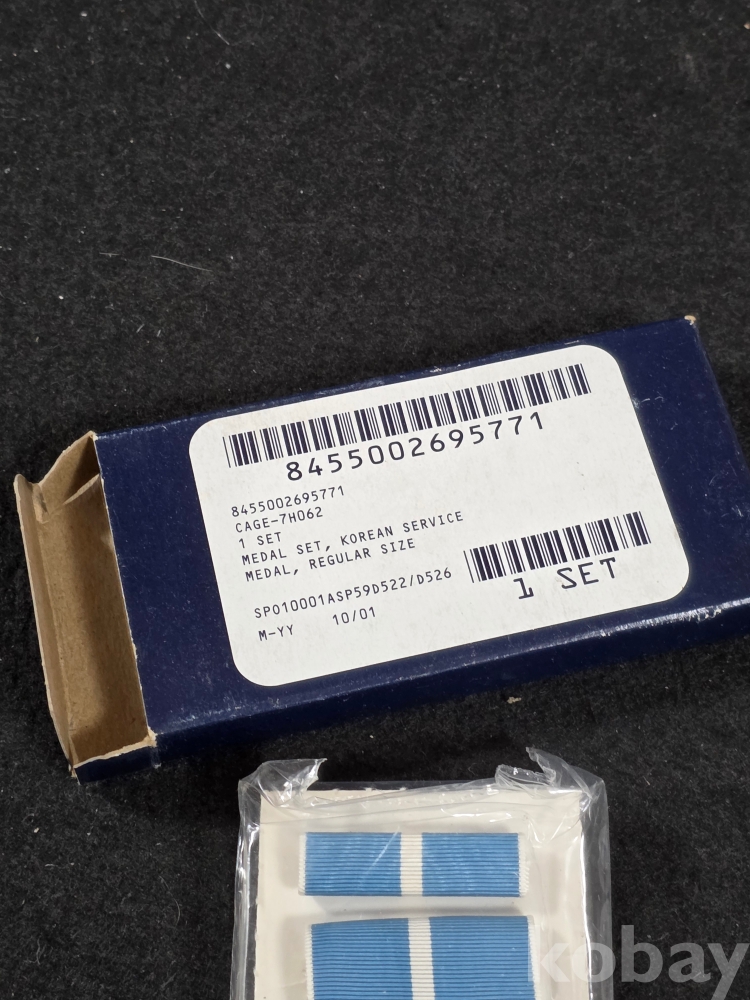 8455002695771
8455002695771
CAGE-7H062
1 SET
MEDAL SET, KOREAN SERVICE
MEDAL, REGULAR SIZE
SP010001ASP59D522/D526
1 SET
M-YY 10/01
kobay